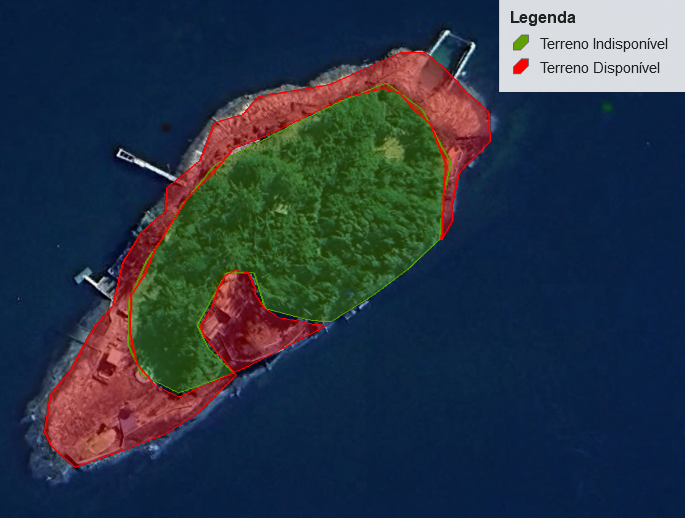 Legenda
Terreno Indisponível
Terreno Disponível